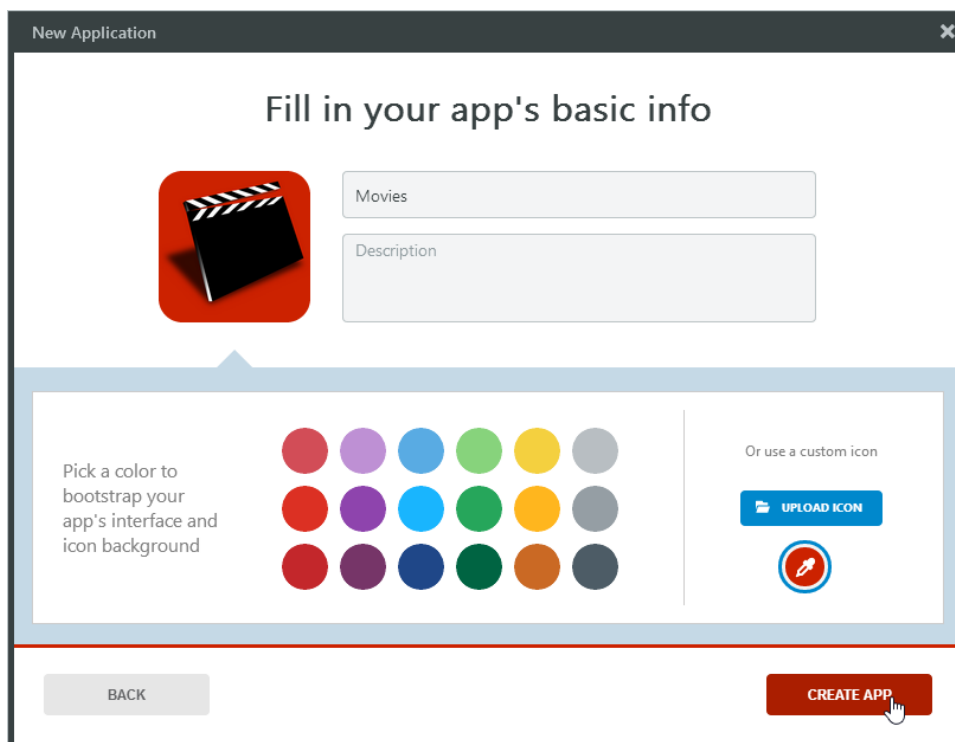 New Application
Fill in your app's basic info
Movies
Description
Pick a color to
bootstrap your
app's interface and
icon background
Or use a custom icon
UPLOAD ICON
BACK
CREATE APP